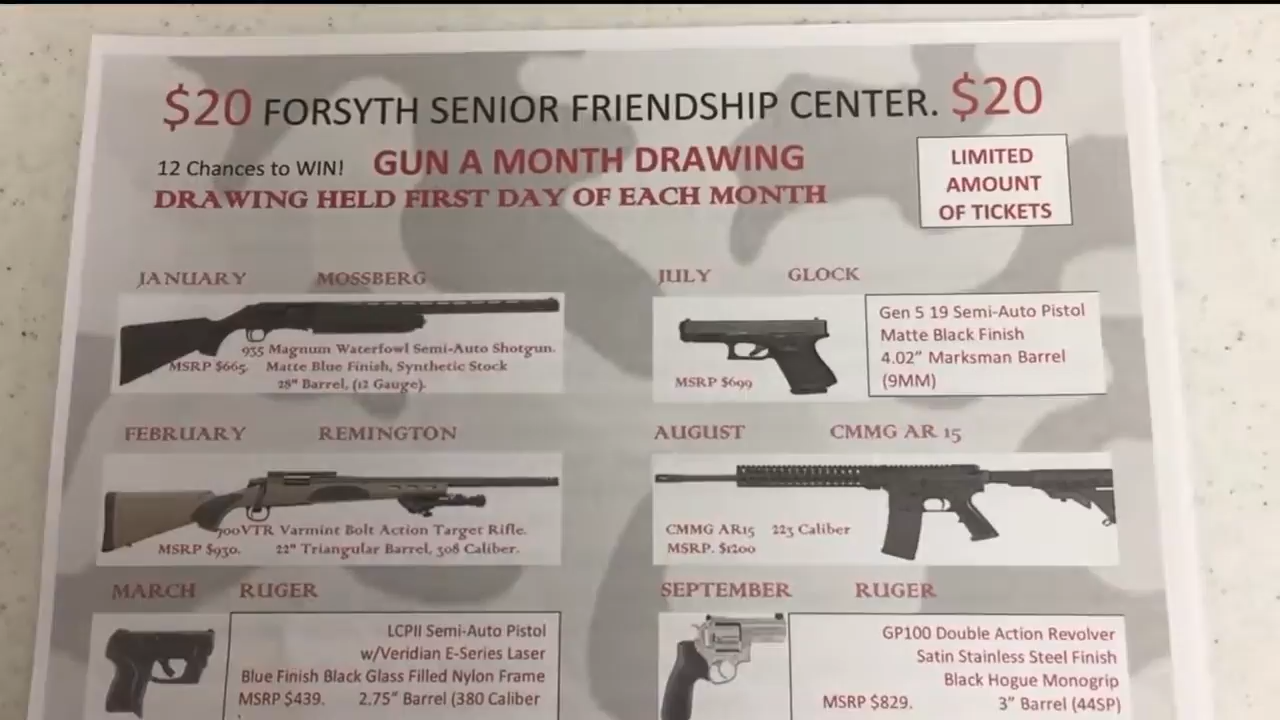 $20 FORSYTH SENIOR FRIENDSHIP CENTER. $20
12 Chances to WIN! GUN A MONTH DRAWING
DRAWING HELD FIRST DAY OF EACH MONTH
LIMITED
AMOUNT
OF TICKETS
JANUARY MOSSBERG
935 Magnum Waterfowl Semi-Auto Shotgun.
MSRP $665. Matte Blue Finish, Synthetic Stock
28" Barrel, (12 Gauge).
FEBRUARY REMINGTON
700VTR Varmint Bolt Action Target Rifle.
MSRP $930. 22" Triangular Barrel, 308 Caliber.
MARCH RUGER
LCPII Semi-Auto Pistol
w/Veridian E-Series Laser
Blue Finish Black Glass Filled Nylon Frame
MSRP $439. 2.75" Barrel (380 Caliber
JULY GLOCK
Gen 5 19 Semi-Auto Pistol
Matte Black Finish
4.02" Marksman Barrel
(9MM)
MSRP $699
AUGUST CMMG AR 15
CMMG AR15 223 Caliber
MSRP. $1200
SEPTEMBER RUGER
GP100 Double Action Revolver
Satin Stainless Steel Finish
Black Hogue Monogrip
MSRP $829. 3" Barrel (44SP)